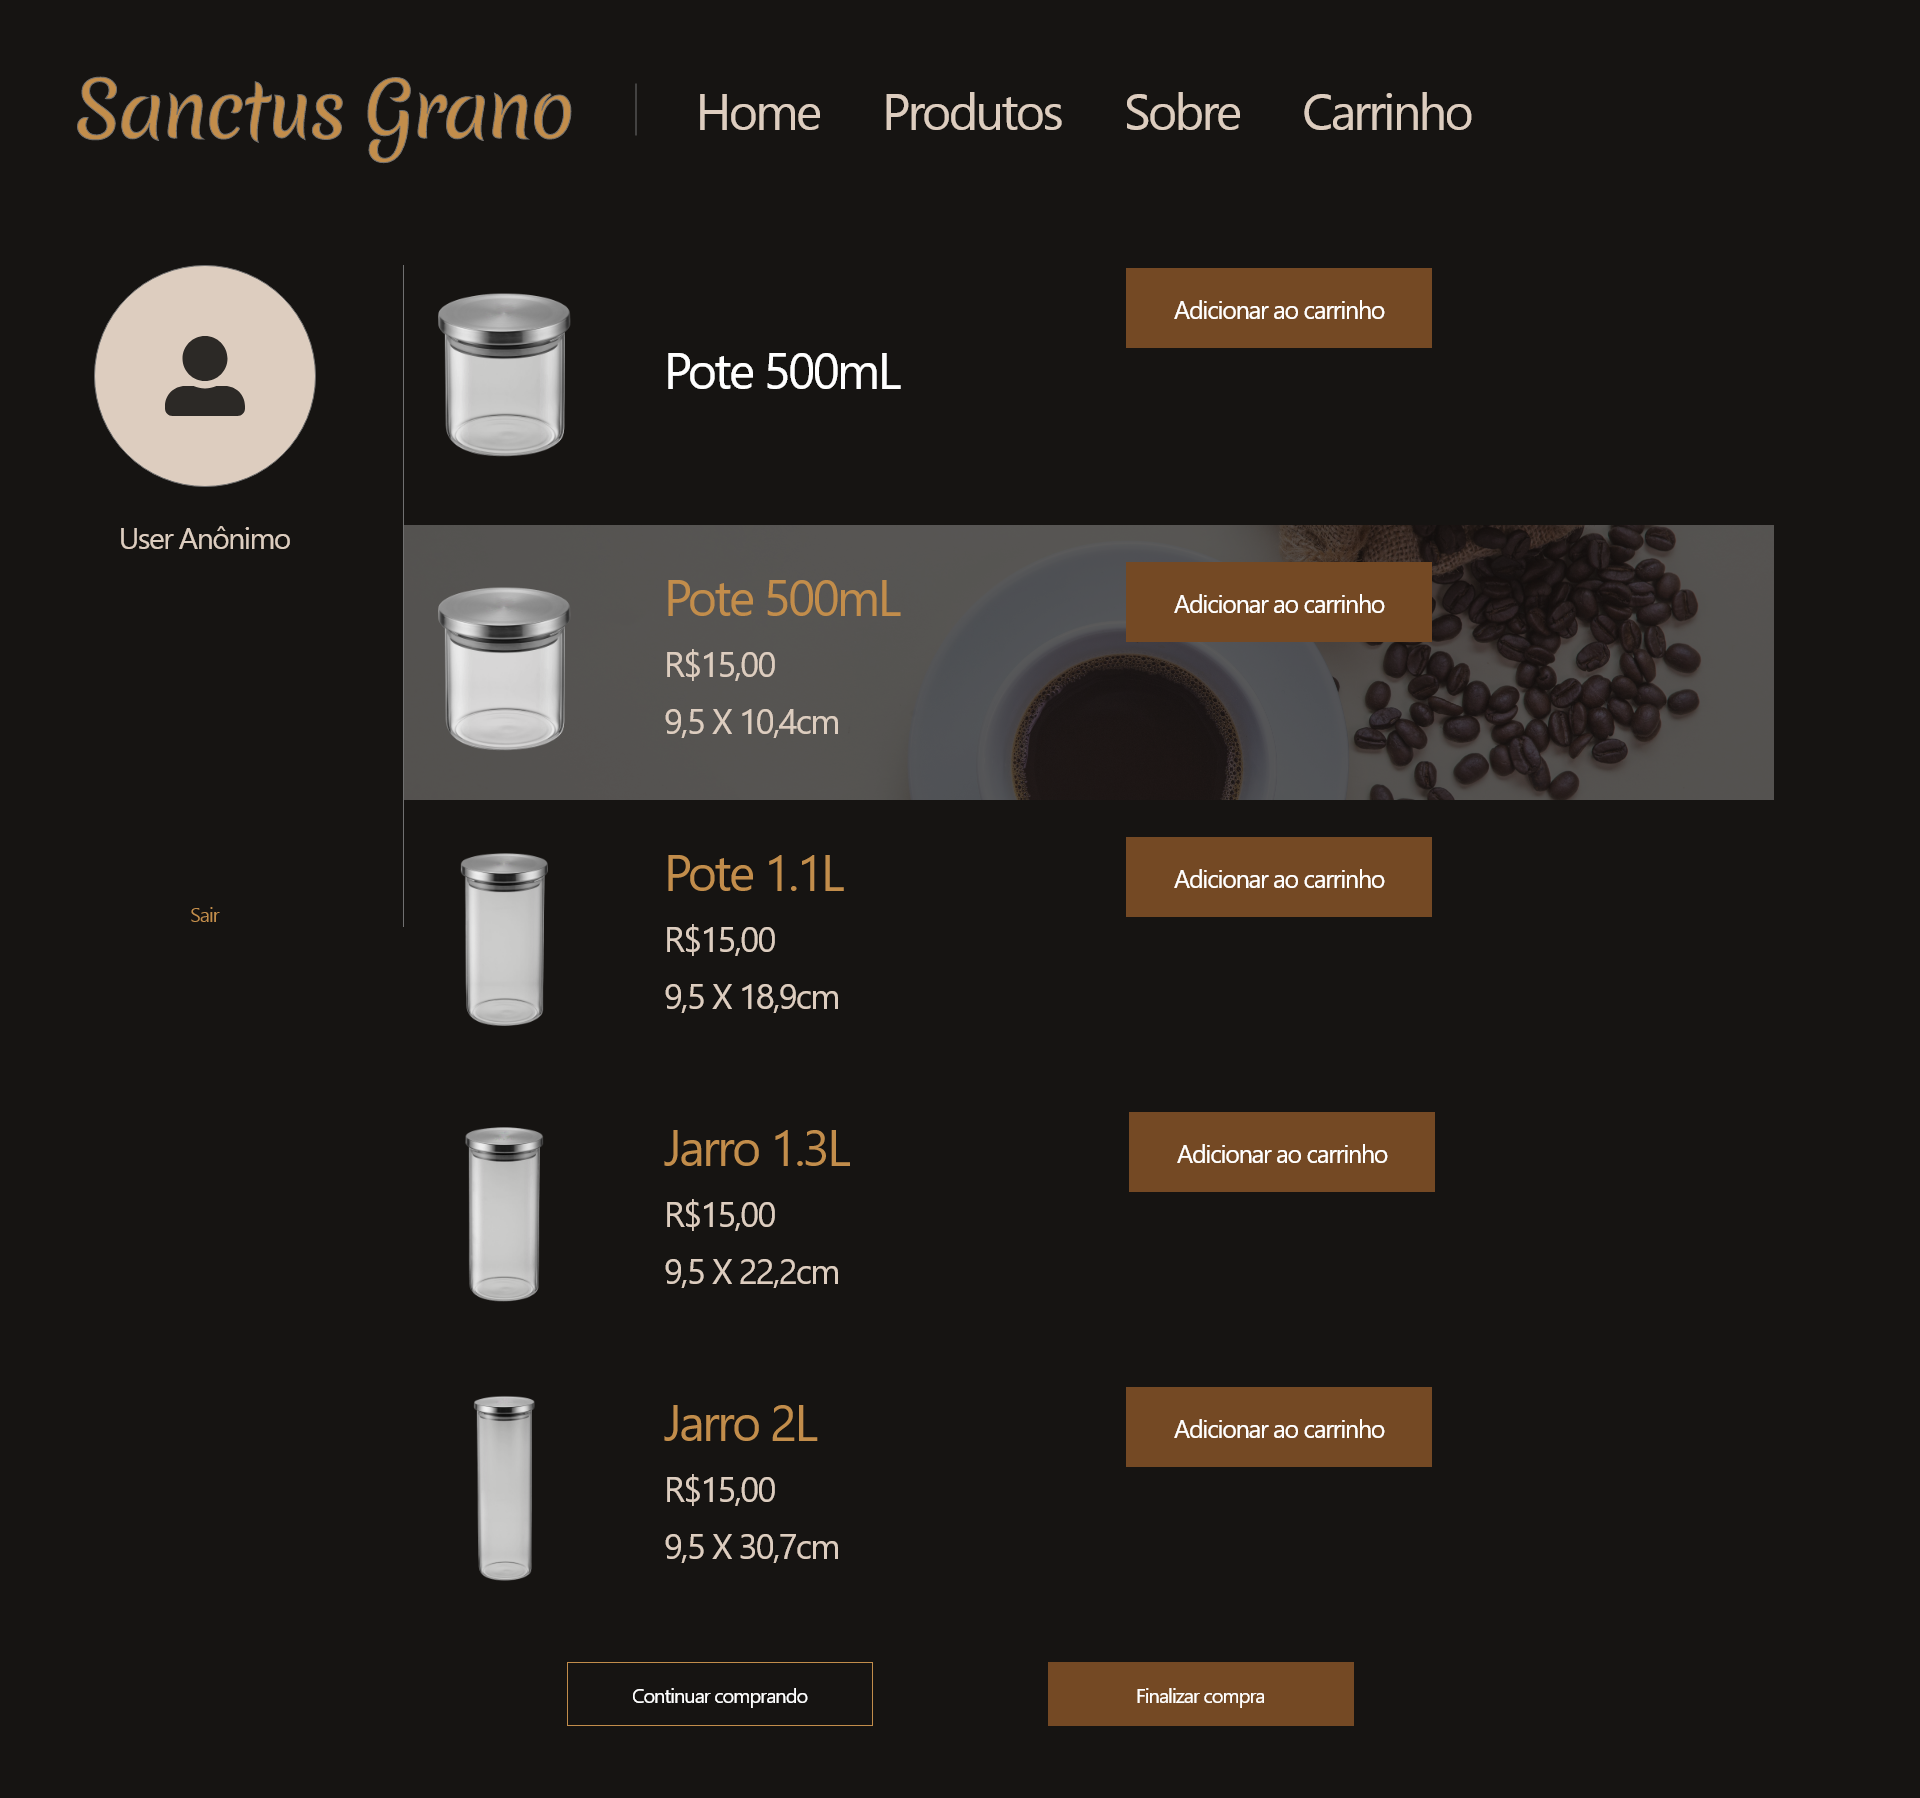 Sanctus Grano
Home Produtos Sobre Carrinho
Adicionar ao carrinho
Pote 500mL
User Anônimo
Pote 500mL
Adicionar ao carrinho
R$15,00
9,5 X 10,4cm
Pote 1.1L
Adicionar ao carrinho
Sair
R$15,00
9,5 X 18,9cm
Jarro 1.3L
Adicionar ao carrinho
R$15,00
9,5 X 22,2cm
Jarro 2L
Adicionar ao carrinho
R$15,00
9,5 X 30,7cm
Continuar comprando
Finalizar compra